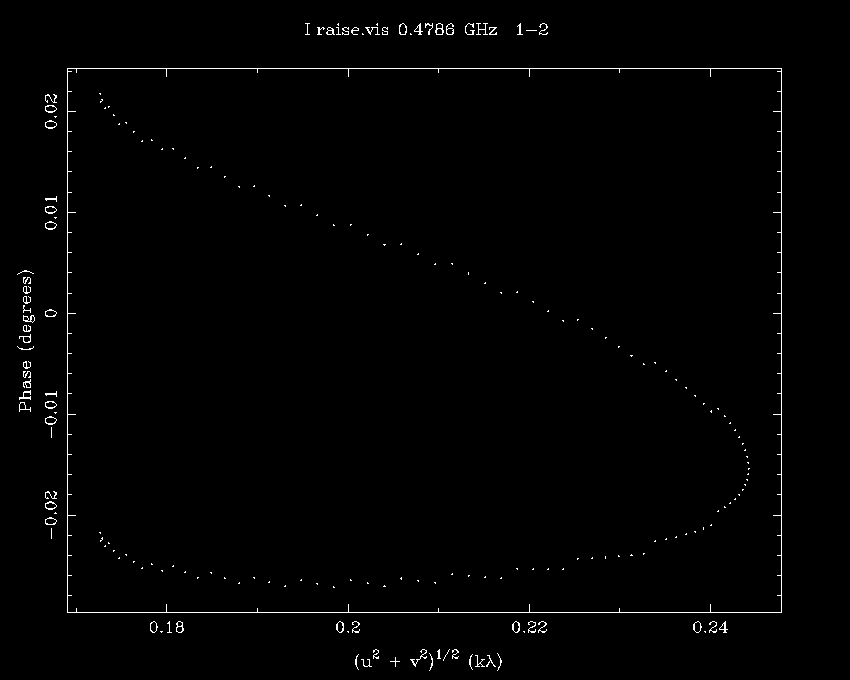 I raise.vis 0.4786 GHz 1−2
0.02
0.01
0
−0.01
−0.02
Phase (degrees)
0.18 0.2 0.22 0.24
(u² + v²)^1/2 (kλ)